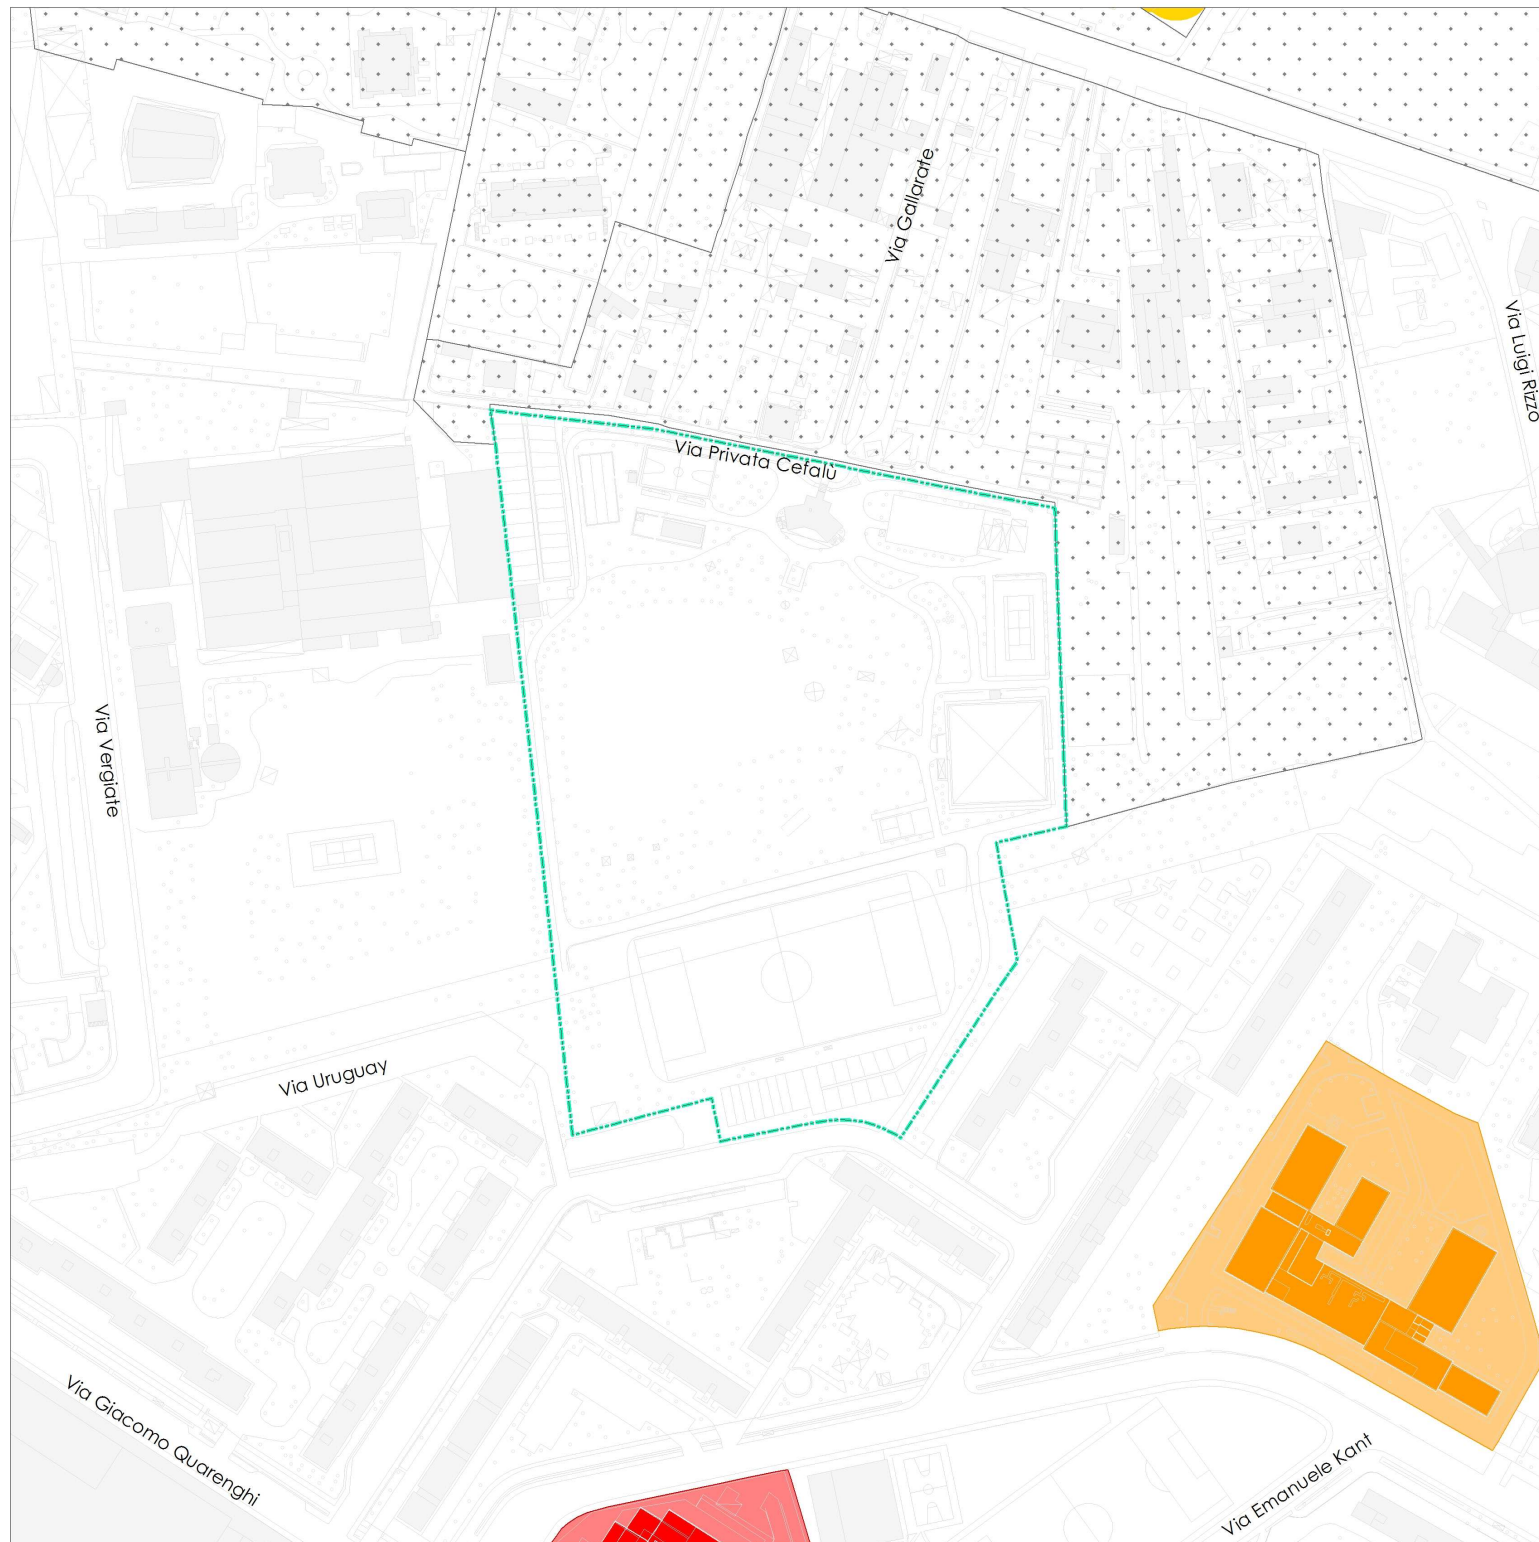 Via Gallarate
Via Luigi Rizzo
Via Privata Cefalù
Via Vergiate
Via Uruguay
Via Giacomo Quarenghi
Via Emanuele Kant